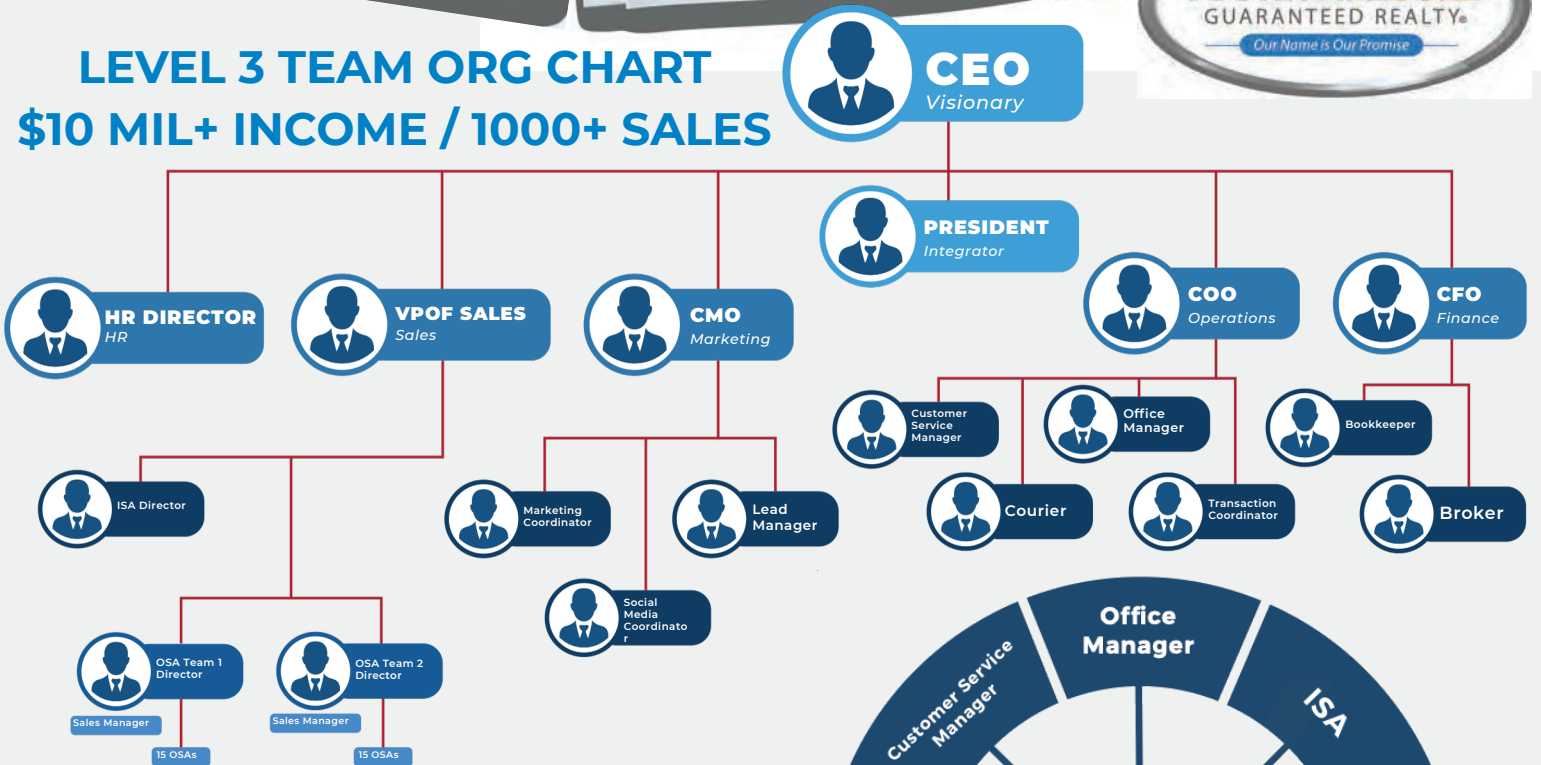 GUARANTEED REALTY®
Our Name is Our Promise
LEVEL 3 TEAM ORG CHART
$10 MIL+ INCOME / 1000+ SALES
CEO
Visionary
PRESIDENT
Integrator
HR DIRECTOR
HR
VPOF SALES
Sales
CMO
Marketing
COO
Operations
CFO
Finance
Customer
Service
Manager
Office
Manager
Bookkeeper
ISA Director
Marketing
Coordinator
Lead
Manager
Courier
Transaction
Coordinator
Broker
Social
Media
Coordinato
r
OSA Team 1
Director
OSA Team 2
Director
Sales Manager
Sales Manager
15 OSAs
15 OSAs
Office
Manager
Customer Service
Manager
ISA